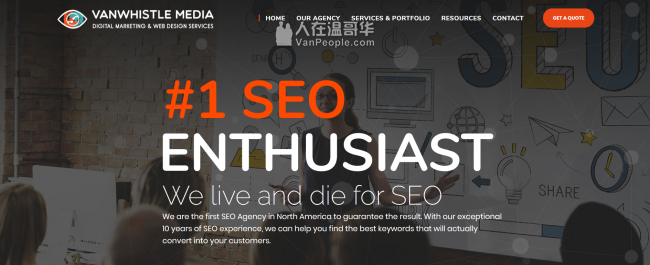 VANWHISTLE MEDIA
DIGITAL MARKETING & WEB DESIGN SERVICES
HOME OUR AGENCY SERVICES & PORTFOLIO RESOURCES CONTACT
GET A QUOTE
人在温哥华
VanPeople.com
SEO
#1 SEO
ENTHUSIAST
We live and die for SEO
We are the first SEO Agency in North America to guarantee the result. With our exceptional
10 years of SEO experience, we can help you find the best keywords that will actually
convert into your customers.
SHARE